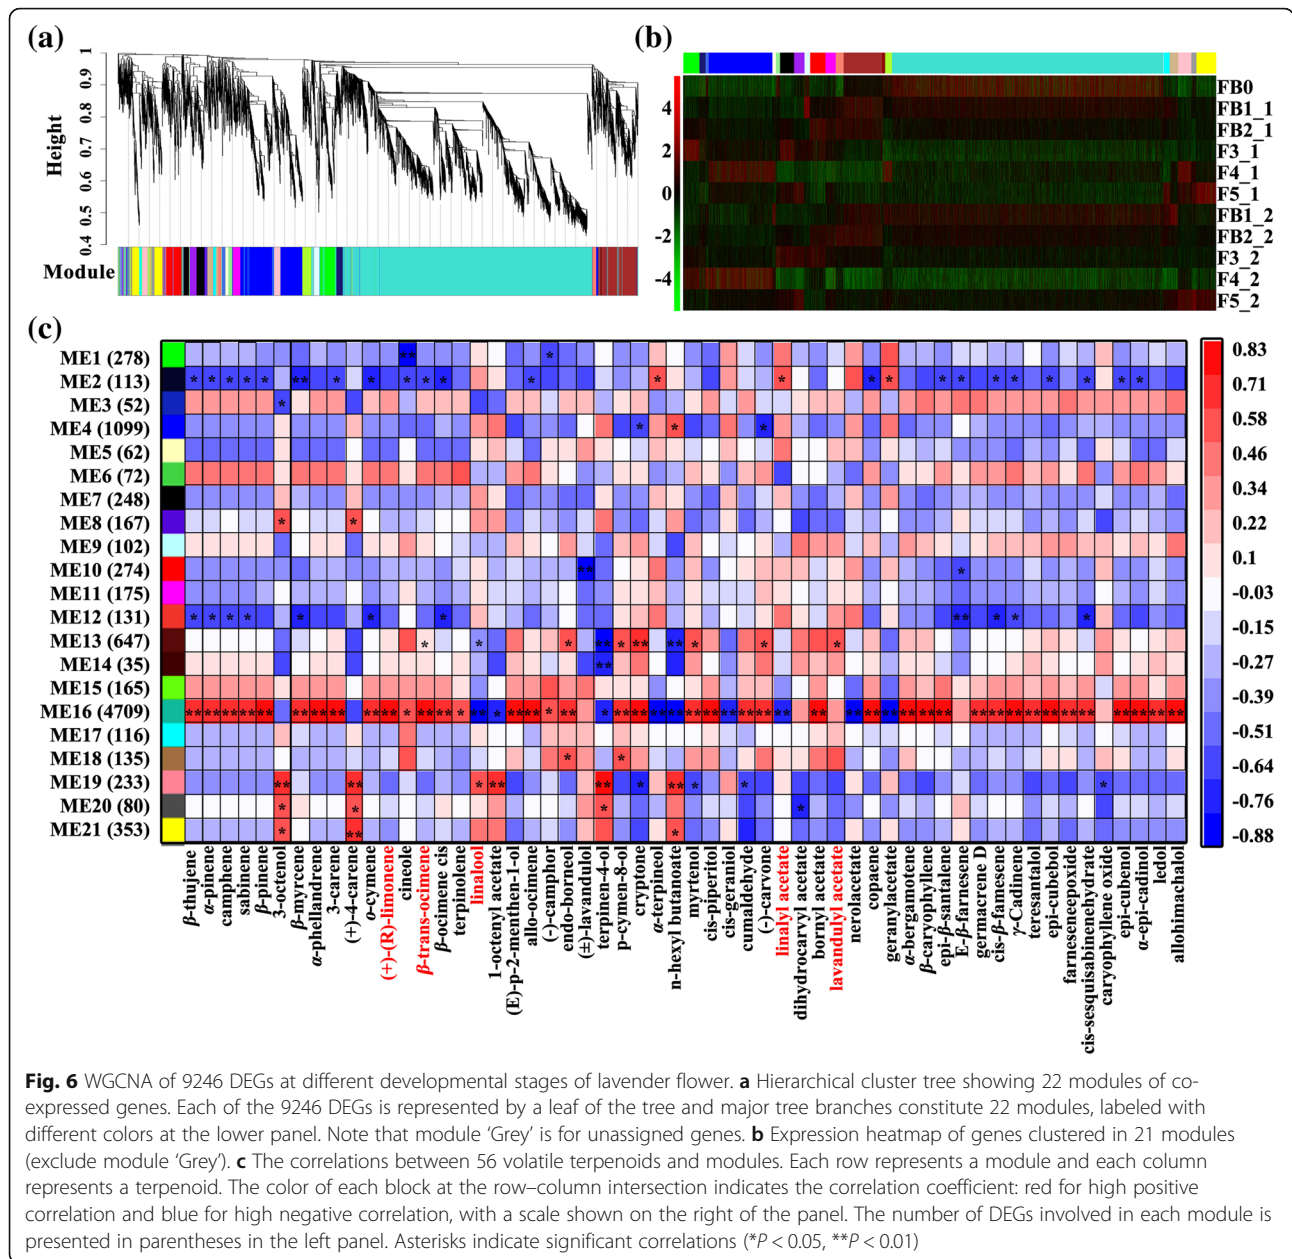 (a)
1
0.9
0.8
0.7
0.6
0.5
0.4
Height
Module
(b)
4
2
0
-2
-4
FB0
FB1_1
FB2_1
F3_1
F4_1
F5_1
FB1_2
FB2_2
F3_2
F4_2
F5_2
(c)
ME1 (278)
ME2 (113)
ME3 (52)
ME4 (1099)
ME5 (62)
ME6 (72)
ME7 (248)
ME8 (167)
ME9 (102)
ME10 (274)
ME11 (175)
ME12 (131)
ME13 (647)
ME14 (35)
ME15 (165)
ME16 (4709)
ME17 (116)
ME18 (135)
ME19 (233)
ME20 (80)
ME21 (353)
0.83
0.71
0.58
0.46
0.34
0.22
0.1
-0.03
-0.15
-0.27
-0.39
-0.51
-0.64
-0.76
-0.88
β-thujene
α-pinene
camphene
sabinene
β-pinene
3-octenol
β-myrcene
α-phellandrene
3-carene
(+)-4-carene
o-cymene
(+)-(R)-limonene
cineole
β-trans-ocimene
β-ocimene cis
terpinolene
linalool
1-octenyl acetate
(E)-p-2-menthen-1-ol
allo-ocimene
(-)-camphor
endo-borneol
(±)-lavandulol
terpinen-4-ol
p-cymen-8-ol
cryptone
α-terpineol
n-hexyl butanoate
myrtenol
cis-piperitol
cis-geraniol
cumaldehyde
(-)-carvone
linalyl acetate
dihydrocarvyl acetate
bornyl acetate
lavandulyl acetate
nerolacetate
copaene
geranylacetate
α-bergamotene
β-caryophyllene
epi-β-santalene
E-β-farnesene
germacrene D
cis-β-famesene
γ-Cadinene
teresantalol
epi-cubebol
farneseneepoxide
cis-sesquisabinenehydrate
caryophyllene oxide
epi-cubenol
α-epi-cadinol
ledol
allohimachalol
Fig. 6 WGCNA of 9246 DEGs at different developmental stages of lavender flower. a Hierarchical cluster tree showing 22 modules of co-
expressed genes. Each of the 9246 DEGs is represented by a leaf of the tree and major tree branches constitute 22 modules, labeled with
different colors at the lower panel. Note that module ‘Grey’ is for unassigned genes. b Expression heatmap of genes clustered in 21 modules
(exclude module ‘Grey’). c The correlations between 56 volatile terpenoids and modules. Each row represents a module and each column
represents a terpenoid. The color of each block at the row–column intersection indicates the correlation coefficient: red for high positive
correlation and blue for high negative correlation, with a scale shown on the right of the panel. The number of DEGs involved in each module is
presented in parentheses in the left panel. Asterisks indicate significant correlations (*P < 0.05, **P < 0.01)